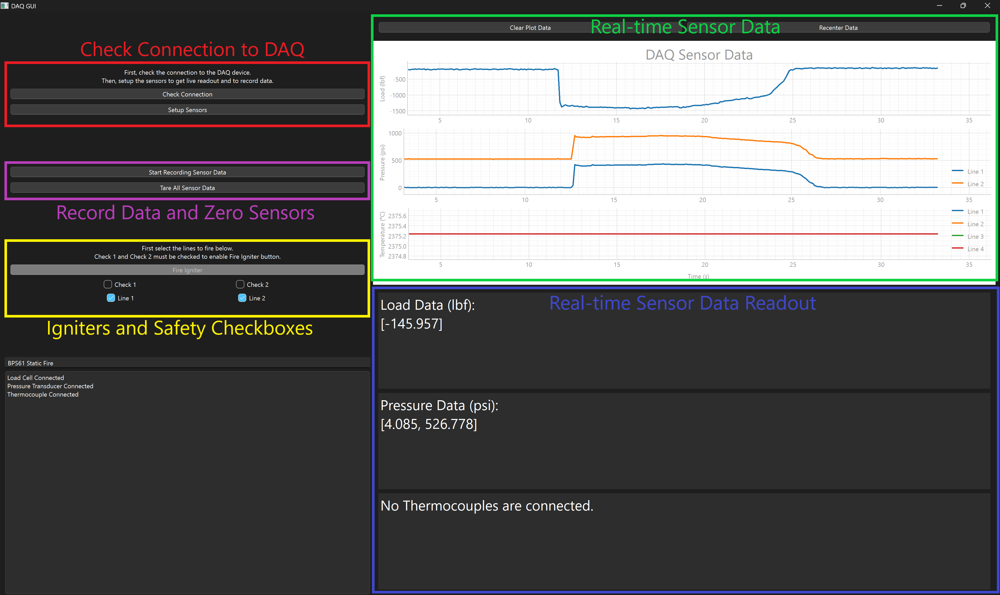 DAQ GUI
Check Connection to DAQ
First, check the connection to the DAQ device.
Then, setup the sensors to get live readout and to record data.
Check Connection
Setup Sensors
Start Recording Sensor Data
Tare All Sensor Data
Record Data and Zero Sensors
First select the lines to fire below.
Check 1 and Check 2 must be checked to enable Fire Igniter button.
Fire Igniter
Check 1 Check 2
Line 1 Line 2
Igniters and Safety Checkboxes
BPS61 Static Fire
Load Cell Connected
Pressure Transducer Connected
Thermocouple Connected
Clear Plot Data Real-time Sensor Data Recenter Data
DAQ Sensor Data
Load (lbf)
-500
-1000
-1500
5 10 15 20 25 30 35
Pressure (psi)
1000
500
0
Line 1
Line 2
5 10 15 20 25 30 35
Temperature (°C)
2375.6
2375.4
2375.2
2375.0
2374.8
Line 1
Line 2
Line 3
Line 4
5 10 15 20 25 30 35
Time (s)
Real-time Sensor Data Readout
Load Data (lbf):
[-145.957]
Pressure Data (psi):
[4.085, 526.778]
No Thermocouples are connected.